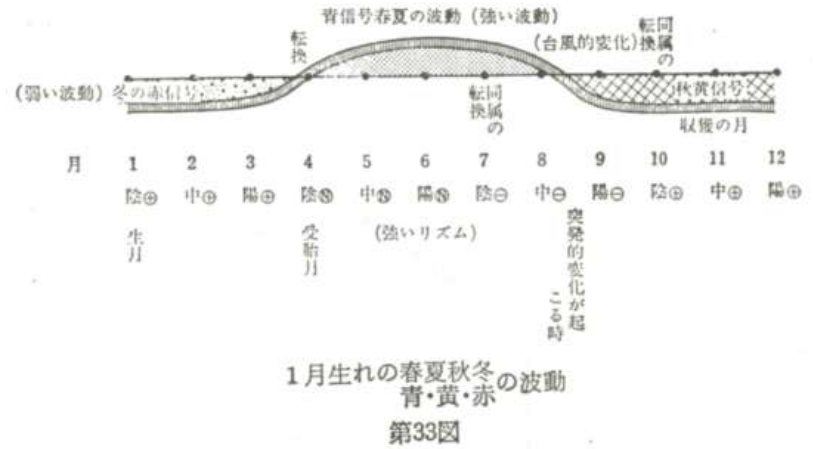 青信号春夏の波動（強い波動）
転換
（台風的変化）
同属の転換
（弱い波動）
冬の赤信号
同属の転換
秋黄信号
収穫の月
月 1 2 3 4 5 6 7 8 9 10 11 12
陰⊕ 中⊕ 陽⊕ 陰Ⓝ 中Ⓝ 陽Ⓝ 陰⊖ 中⊖ 陽⊖ 陰⊕ 中⊕ 陽⊕
生月
受胎月
（強いリズム）
突発的変化が起
こる時
1月生れの春夏秋冬の波動
青・黄・赤
第33図